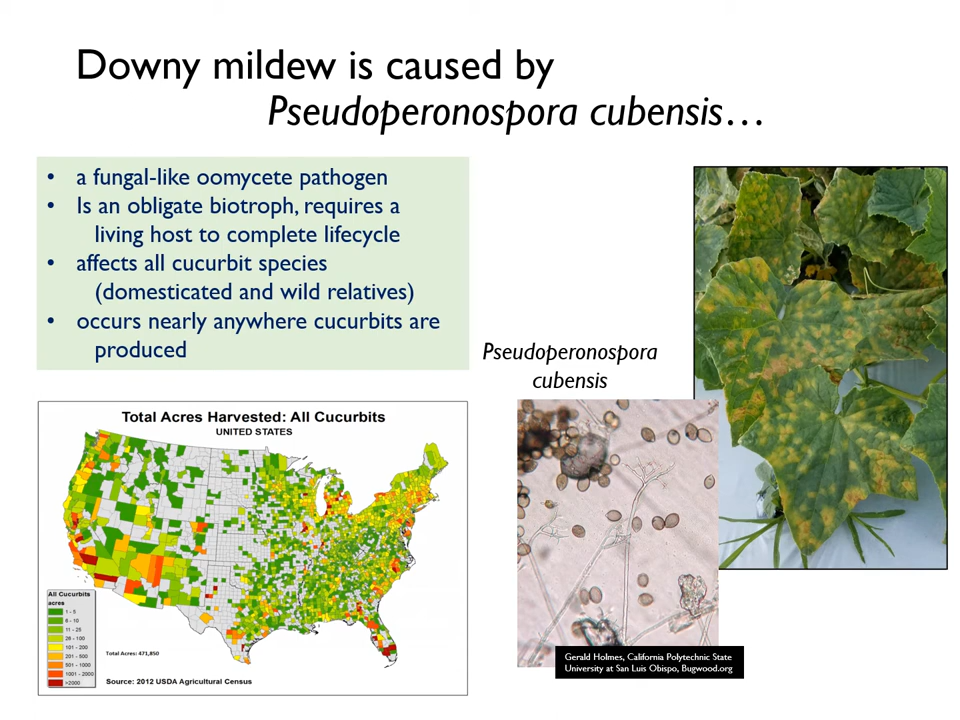 Downy mildew is caused by
Pseudoperonospora cubensis…
• a fungal-like oomycete pathogen
• Is an obligate biotroph, requires a
living host to complete lifecycle
• affects all cucurbit species
(domesticated and wild relatives)
• occurs nearly anywhere cucurbits are
produced
Pseudoperonospora
cubensis
Total Acres Harvested: All Cucurbits
UNITED STATES
All Cucurbits
acres
1 - 5
6 - 10
11 - 25
26 - 100
101 - 200
201 - 500
501 - 1000
1001 - 2000
>2000
Total Acres: 471,850
Source: 2012 USDA Agricultural Census
Gerald Holmes, California Polytechnic State
University at San Luis Obispo, Bugwood.org